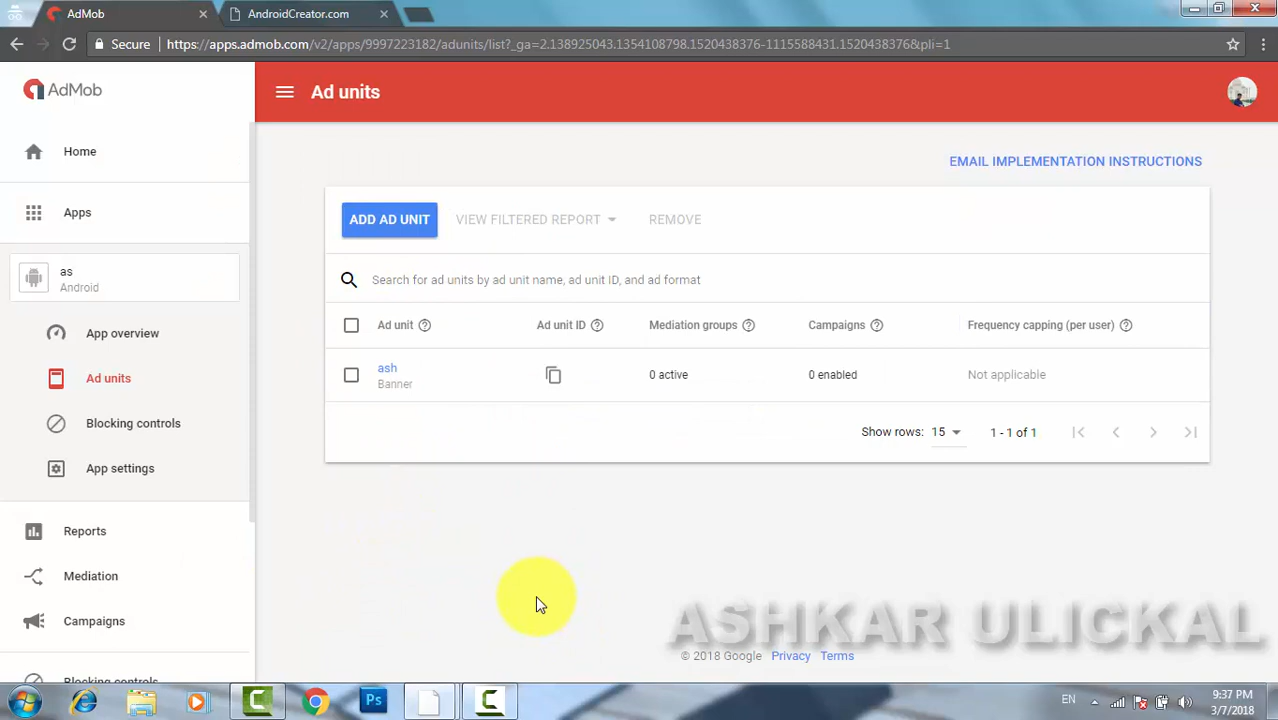 AdMob
AndroidCreator.com
Secure
https://apps.admob.com/v2/apps/9997223182/adunits/list?_ga=2.138925043.1354108798.1520438376-1115588431.1520438376&pli=1
AdMob
Ad units
Home
EMAIL IMPLEMENTATION INSTRUCTIONS
Apps
ADD AD UNIT
VIEW FILTERED REPORT
REMOVE
as
Android
Search for ad units by ad unit name, ad unit ID, and ad format
App overview
Ad unit
Ad unit ID
Mediation groups
Campaigns
Frequency capping (per user)
Ad units
ash
Banner
0 active
0 enabled
Not applicable
Blocking controls
Show rows: 15
1 - 1 of 1
App settings
Reports
Mediation
Campaigns
ASHKAR ULICKAL
© 2018 Google Privacy Terms
Blocking controls
Ps
EN
9:37 PM
3/7/2018